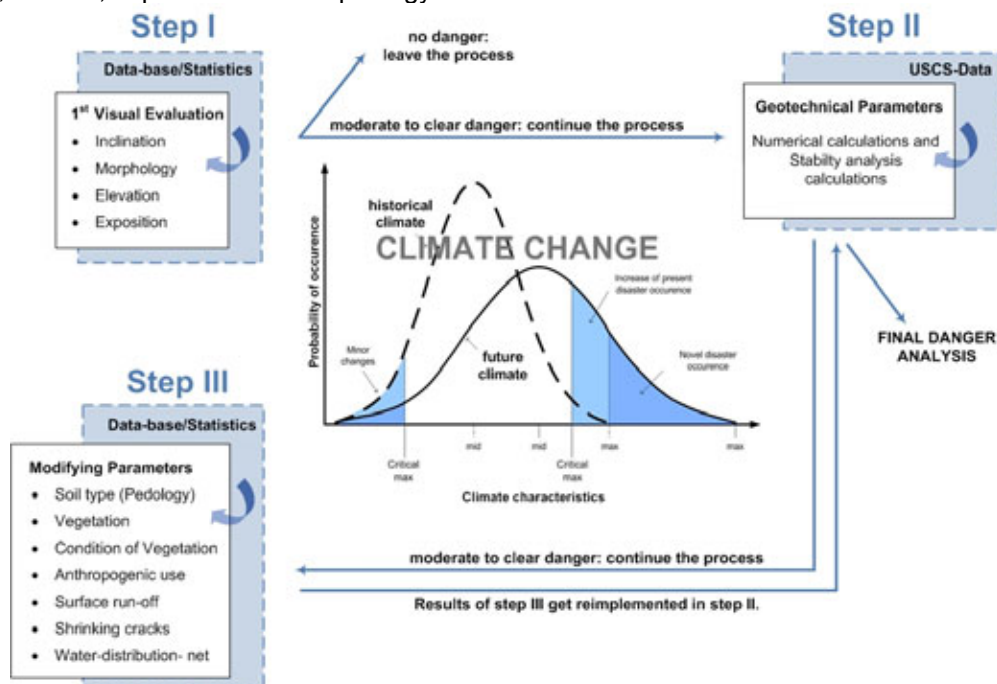 Step I
Data-base/Statistics
1st Visual Evaluation
• Inclination
• Morphology
• Elevation
• Exposition
no danger:
leave the process
moderate to clear danger: continue the process
Step II
USCS-Data
Geotechnical Parameters
Numerical calculations and
Stabilty analysis
calculations
FINAL DANGER
ANALYSIS
CLIMATE CHANGE
historical
climate
future
climate
Minor
changes
Increase of present
disaster occurence
Novel disaster
occurence
Probability of occurence
Critical
max
mid
mid
Critical
max
max
max
Climate characteristics
Step III
Data-base/Statistics
Modifying Parameters
• Soil type (Pedology)
• Vegetation
• Condition of Vegetation
• Anthropogenic use
• Surface run-off
• Shrinking cracks
• Water-distribution- net
moderate to clear danger: continue the process
Results of step III get reimplemented in step II.